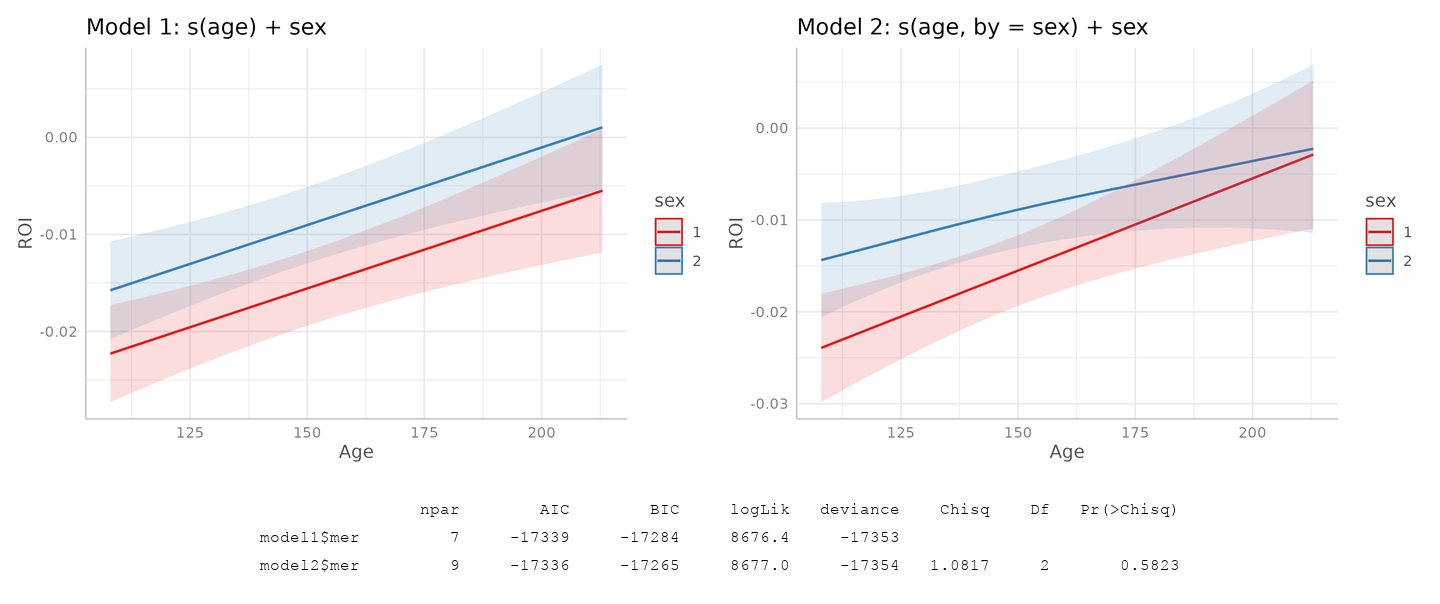 Model 1: s(age) + sex
0.00
-0.01
-0.02
ROI
125 150 175 200
Age
sex
1
2
Model 2: s(age, by = sex) + sex
0.00
-0.01
-0.02
-0.03
ROI
125 150 175 200
Age
sex
1
2
npar AIC BIC logLik deviance Chisq Df Pr(>Chisq)
model1$mer 7 -17339 -17284 8676.4 -17353
model2$mer 9 -17336 -17265 8677.0 -17354 1.0817 2 0.5823